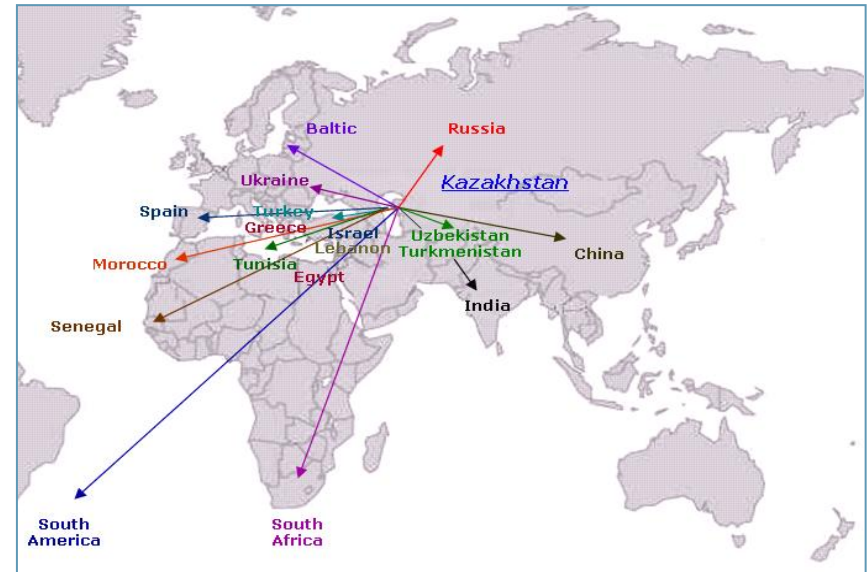 Baltic
Russia
Ukraine
Kazakhstan
Spain
Turkey
Greece
Israel
Uzbekistan
Lebanon
Turkmenistan
China
Morocco
Tunisia
Egypt
India
Senegal
South
America
South
Africa